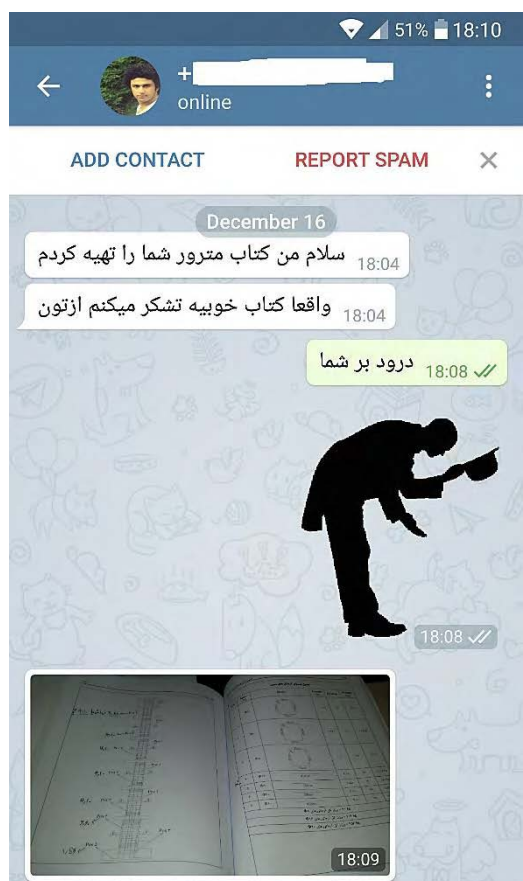 51% 18:10
+
online
ADD CONTACT REPORT SPAM
December 16
سلام من کتاب مترور شما را تهیه کردم 18:04
واقعا کتاب خوبیه تشکر میکنم ازتون 18:04
درود بر شما 18:08
18:08
18:09